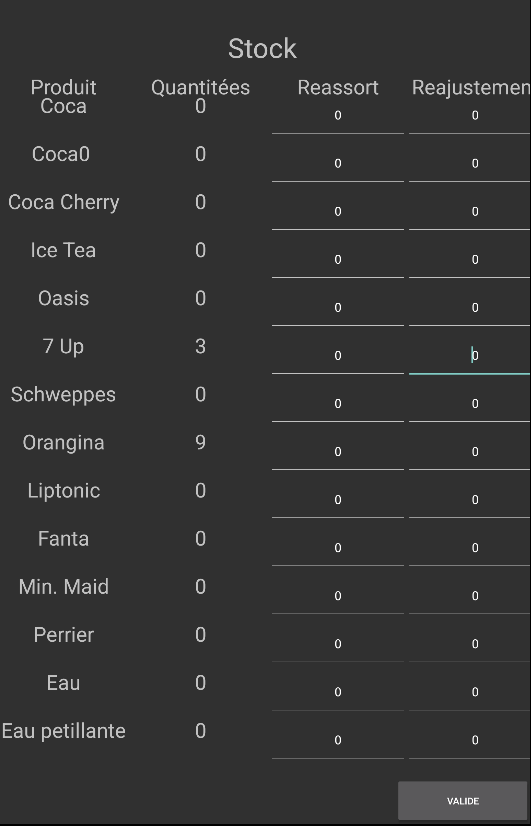 Stock
Produit Quantitées Reassort Reajustemen
Coca 0 0 0
Coca0 0 0 0
Coca Cherry 0 0 0
Ice Tea 0 0 0
Oasis 0 0 0
7 Up 3 0 0
Schweppes 0 0 0
Orangina 9 0 0
Liptonic 0 0 0
Fanta 0 0 0
Min. Maid 0 0 0
Perrier 0 0 0
Eau 0 0 0
Eau petillante 0 0 0
VALIDE